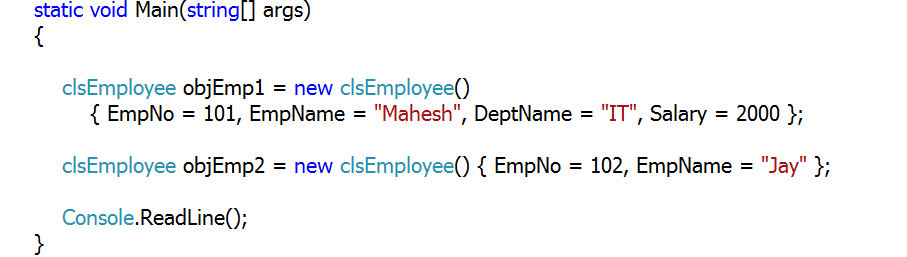 static void Main(string[] args)
{
clsEmployee objEmp1 = new clsEmployee()
{ EmpNo = 101, EmpName = "Mahesh", DeptName = "IT", Salary = 2000 };
clsEmployee objEmp2 = new clsEmployee() { EmpNo = 102, EmpName = "Jay" };
Console.ReadLine();
}